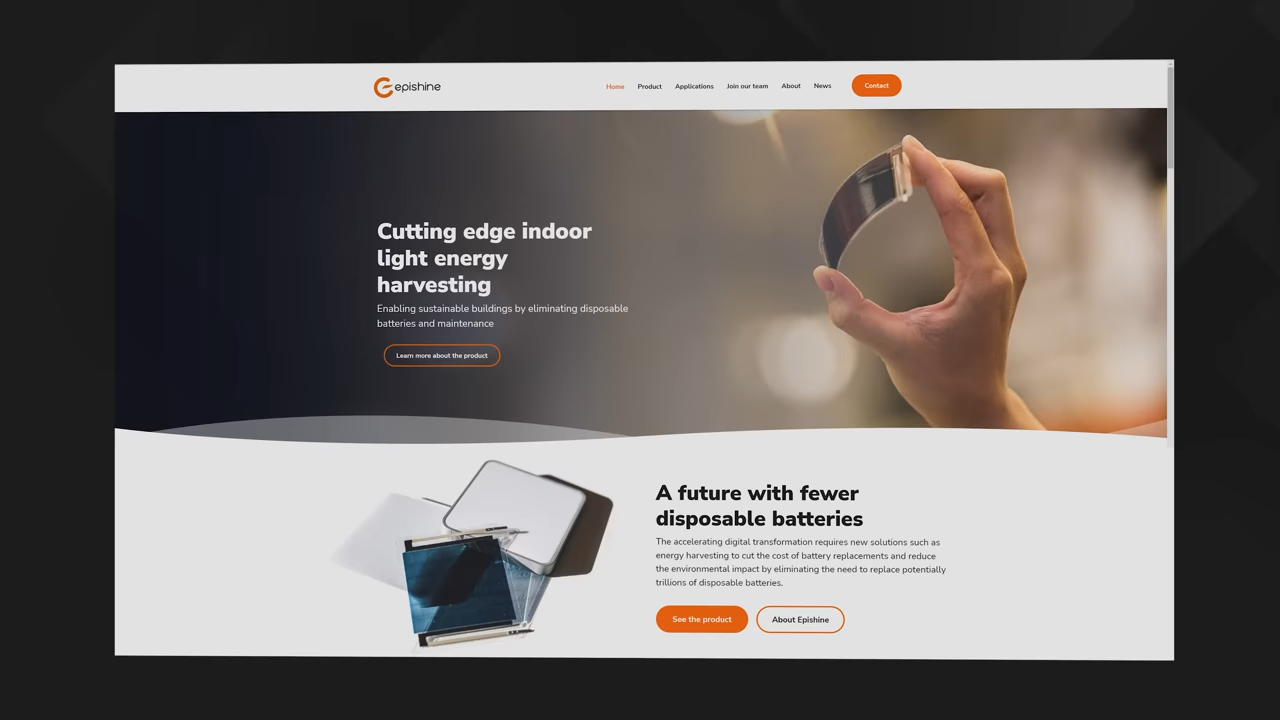 epishine
Home Product Applications Join our team About News Contact
Cutting edge indoor
light energy
harvesting
Enabling sustainable buildings by eliminating disposable
batteries and maintenance
Learn more about the product
A future with fewer
disposable batteries
The accelerating digital transformation requires new solutions such as
energy harvesting to cut the cost of battery replacements and reduce
the environmental impact by eliminating the need to replace potentially
trillions of disposable batteries.
See the product About Epishine